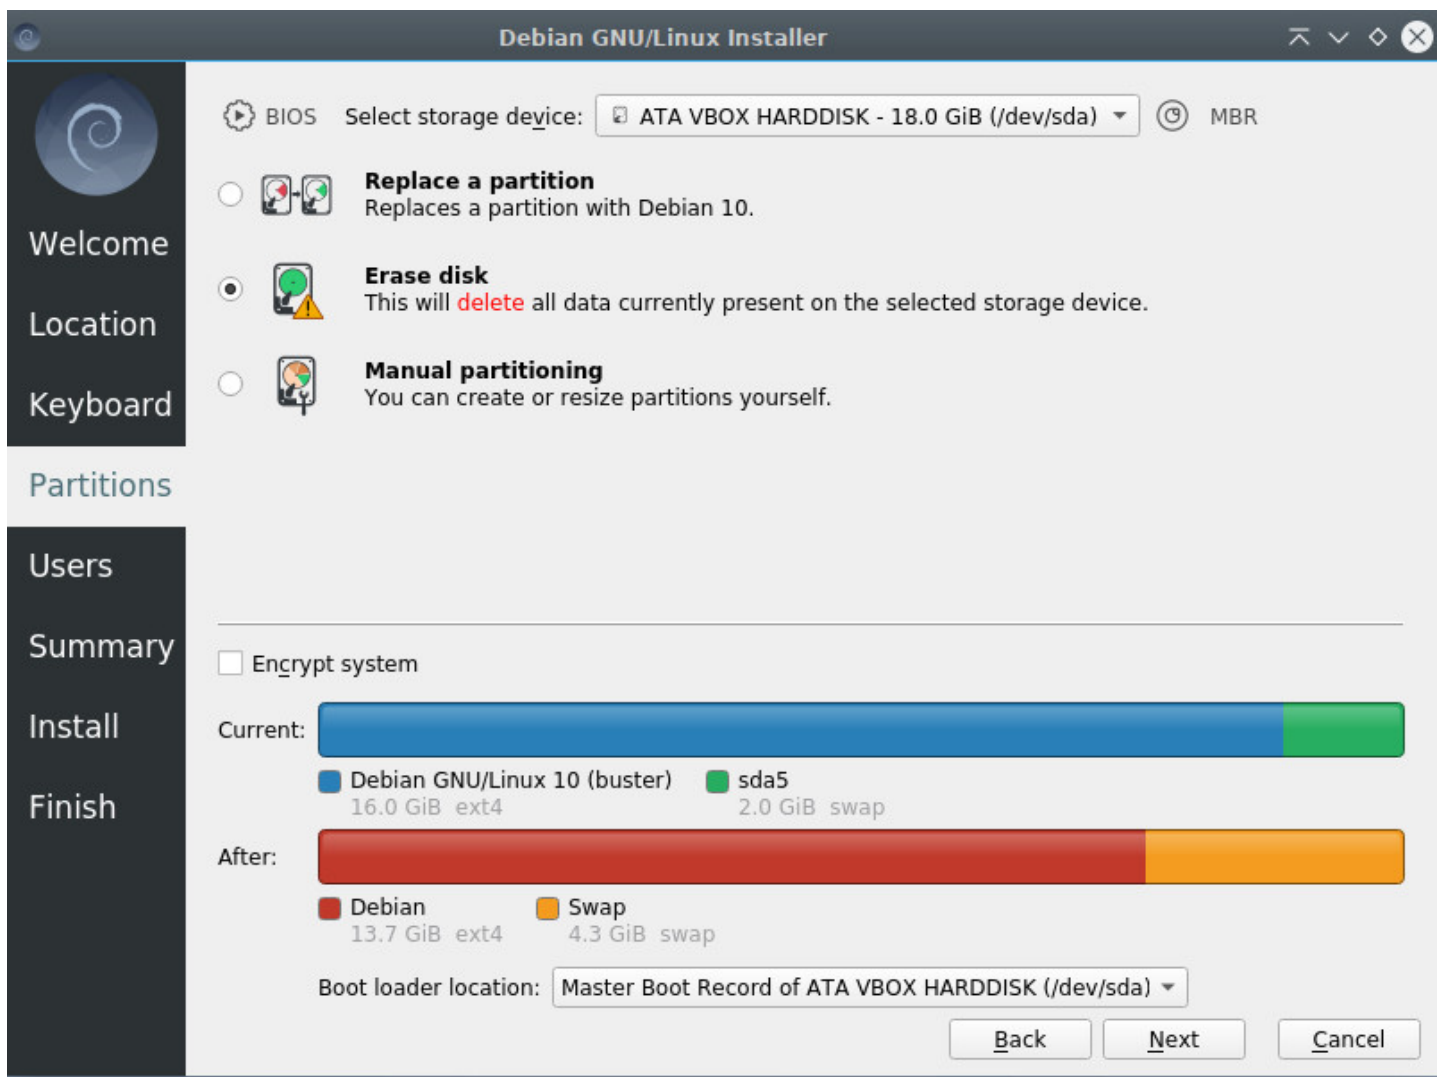 Debian GNU/Linux Installer
BIOS Select storage device: ATA VBOX HARDDISK - 18.0 GiB (/dev/sda) MBR
Replace a partition
Replaces a partition with Debian 10.
Welcome
Erase disk
This will delete all data currently present on the selected storage device.
Location
Manual partitioning
You can create or resize partitions yourself.
Keyboard
Partitions
Users
Summary
Encrypt system
Install
Current:
Debian GNU/Linux 10 (buster) sda5
16.0 GiB ext4 2.0 GiB swap
Finish
After:
Debian Swap
13.7 GiB ext4 4.3 GiB swap
Boot loader location: Master Boot Record of ATA VBOX HARDDISK (/dev/sda)
Back Next Cancel